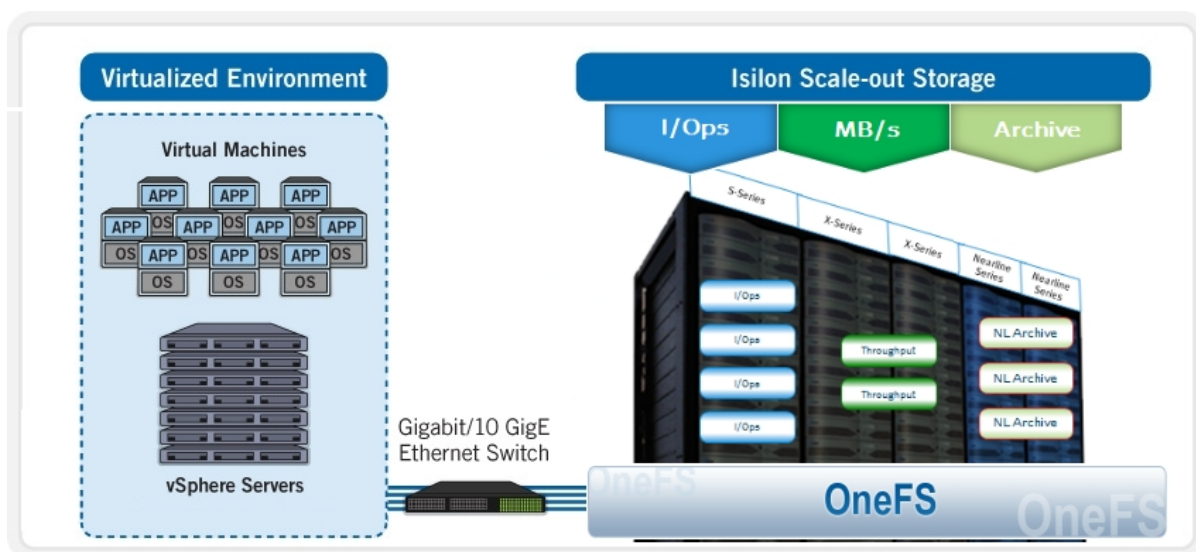 Virtualized Environment
Virtual Machines
APP APP APP
OS OS OS
APP APP APP APP
OS APP OS APP OS APP OS
OS OS OS
vSphere Servers
Gigabit/10 GigE
Ethernet Switch
Isilon Scale-out Storage
I/Ops MB/s Archive
S-Series
X-Series
X-Series
Nearline
Series
Nearline
Series
I/Ops
I/Ops
I/Ops
I/Ops
Throughput
Throughput
NL Archive
NL Archive
NL Archive
OneFS
OneFS
OneFS